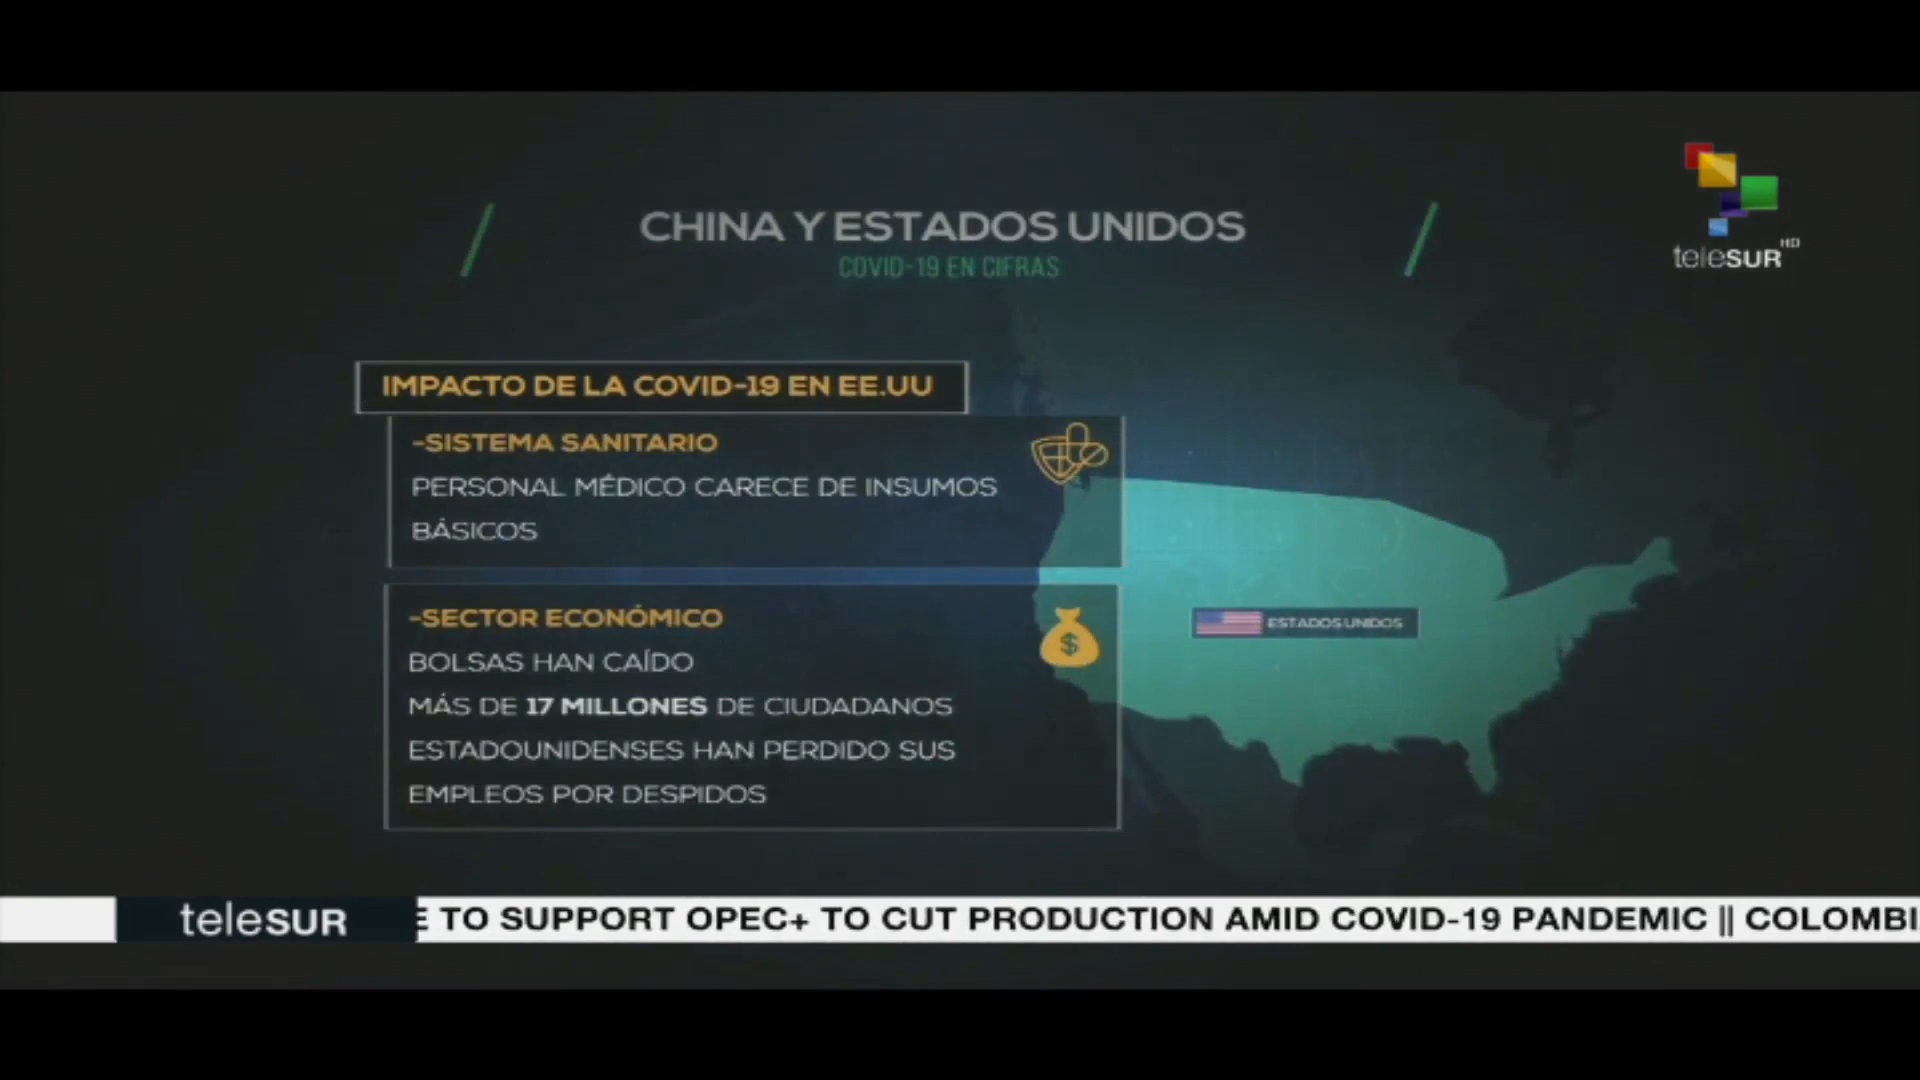 CHINA Y ESTADOS UNIDOS
COVID-19 EN CIFRAS
teleSUR HD
IMPACTO DE LA COVID-19 EN EE.UU
-SISTEMA SANITARIO
PERSONAL MÉDICO CARECE DE INSUMOS
BÁSICOS
-SECTOR ECONÓMICO
BOLSAS HAN CAÍDO
MÁS DE 17 MILLONES DE CIUDADANOS
ESTADOUNIDENSES HAN PERDIDO SUS
EMPLEOS POR DESPIDOS
$
ESTADOS UNIDOS
teleSUR
TO SUPPORT OPEC+ TO CUT PRODUCTION AMID COVID-19 PANDEMIC || COLOMBI